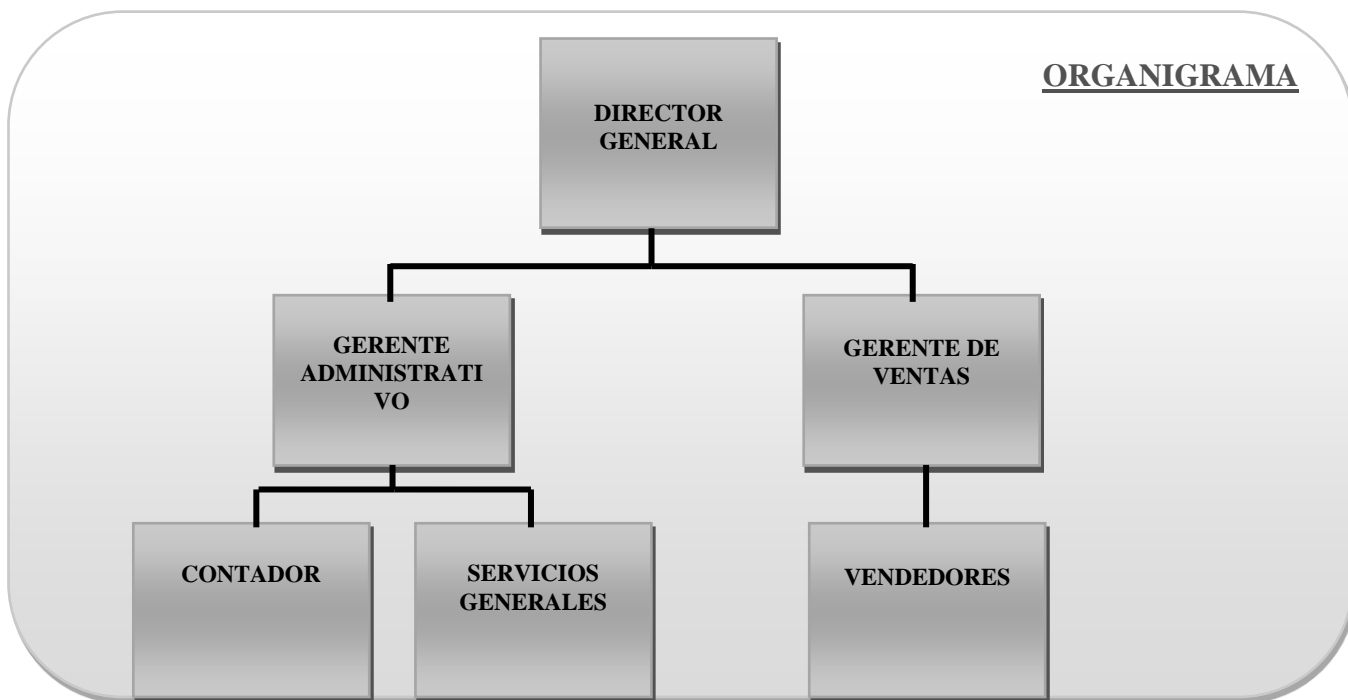 ORGANIGRAMA
DIRECTOR
GENERAL
GERENTE
ADMINISTRATI
VO
GERENTE DE
VENTAS
CONTADOR
SERVICIOS
GENERALES
VENDEDORES